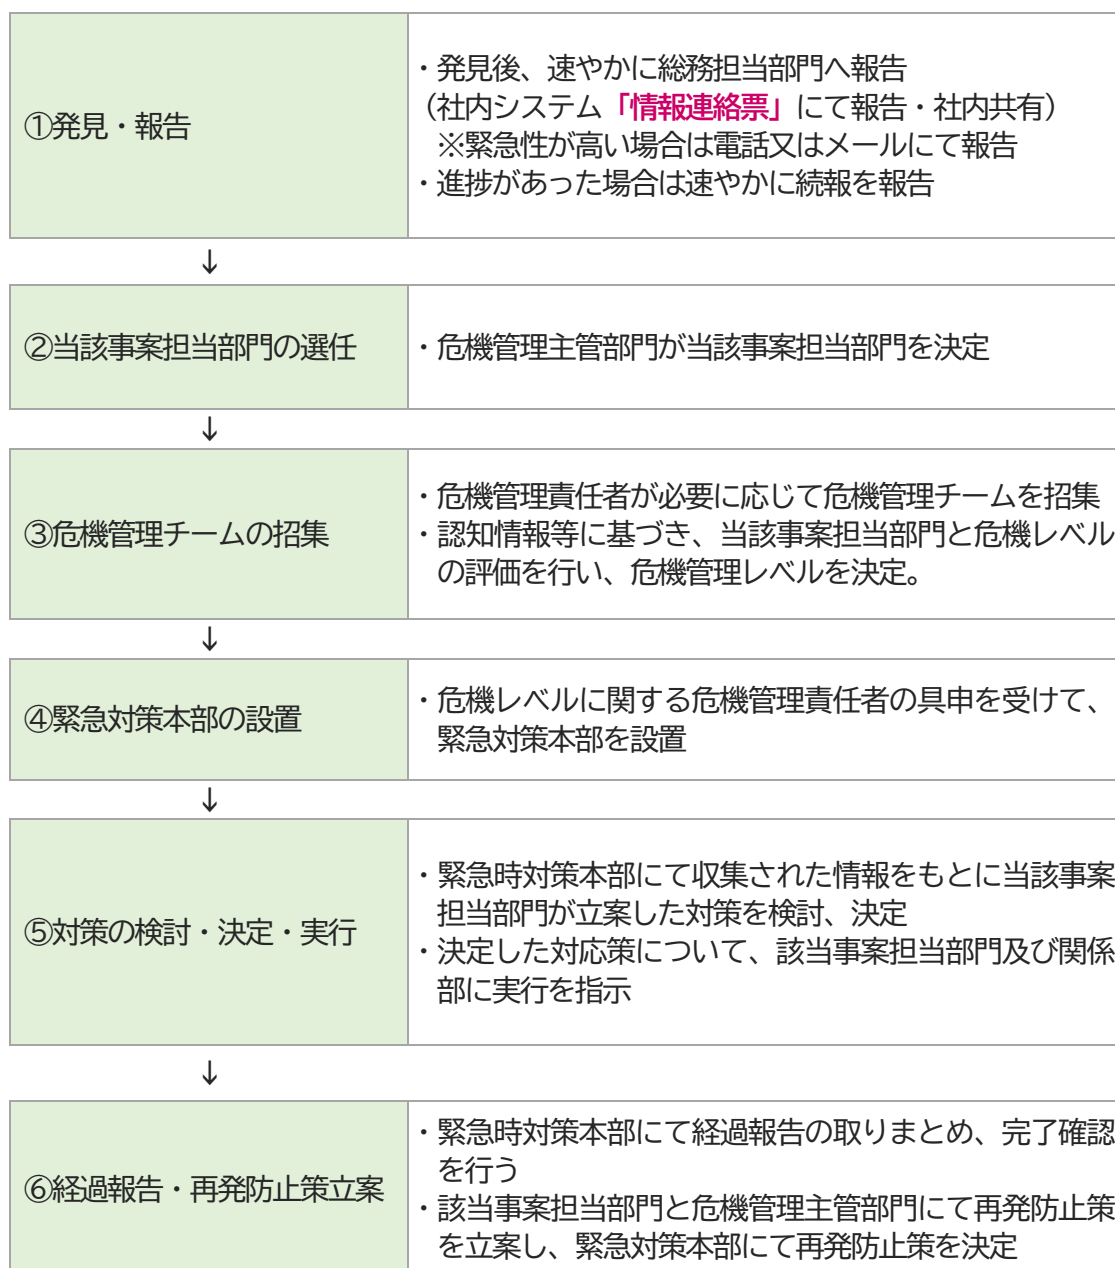 ①発見・報告
・発見後、速やかに総務担当部門へ報告
（社内システム「情報連絡票」にて報告・社内共有）
※緊急性が高い場合は電話又はメールにて報告
・進捗があった場合は速やかに続報を報告
↓
②当該事案担当部門の選任
・危機管理主管部門が当該事案担当部門を決定
↓
③危機管理チームの招集
・危機管理責任者が必要に応じて危機管理チームを招集
・認知情報等に基づき、当該事案担当部門と危機レベル
の評価を行い、危機管理レベルを決定。
↓
④緊急対策本部の設置
・危機レベルに関する危機管理責任者の具申を受けて、
緊急対策本部を設置
↓
⑤対策の検討・決定・実行
・緊急時対策本部にて収集された情報をもとに当該事案
担当部門が立案した対策を検討、決定
・決定した対応策について、該当事案担当部門及び関係
部に実行を指示
↓
⑥経過報告・再発防止策立案
・緊急時対策本部にて経過報告の取りまとめ、完了確認
を行う
・該当事案担当部門と危機管理主管部門にて再発防止策
を立案し、緊急対策本部にて再発防止策を決定